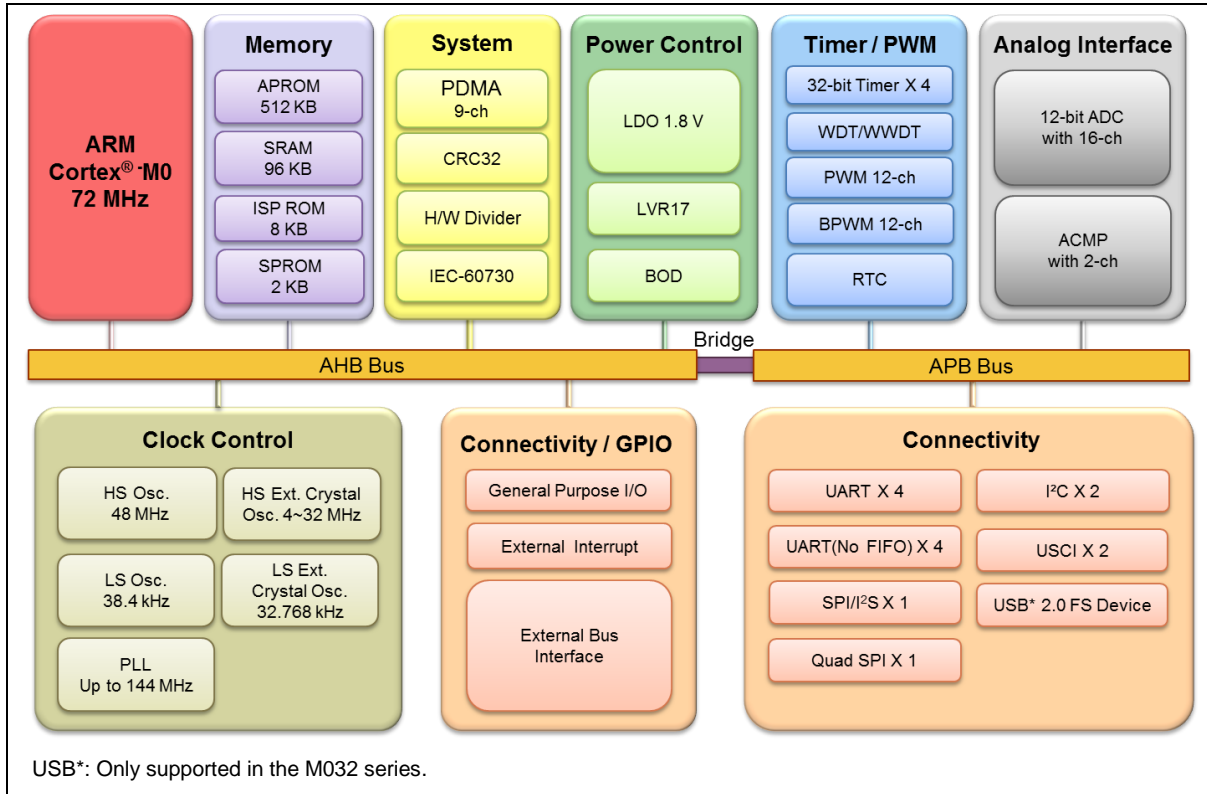 ARM
Cortex® -M0
72 MHz
Memory
APROM
512 KB
SRAM
96 KB
ISP ROM
8 KB
SPROM
2 KB
System
PDMA
9-ch
CRC32
H/W Divider
IEC-60730
Power Control
LDO 1.8 V
LVR17
BOD
Timer / PWM
32-bit Timer X 4
WDT/WWDT
PWM 12-ch
BPWM 12-ch
RTC
Analog Interface
12-bit ADC
with 16-ch
ACMP
with 2-ch
AHB Bus
Bridge
APB Bus
Clock Control
HS Osc.
48 MHz
HS Ext. Crystal
Osc. 4~32 MHz
LS Osc.
38.4 kHz
LS Ext.
Crystal Osc.
32.768 kHz
PLL
Up to 144 MHz
Connectivity / GPIO
General Purpose I/O
External Interrupt
External Bus
Interface
Connectivity
UART X 4
I²C X 2
UART(No FIFO) X 4
USCI X 2
SPI/I²S X 1
USB* 2.0 FS Device
Quad SPI X 1
USB*: Only supported in the M032 series.